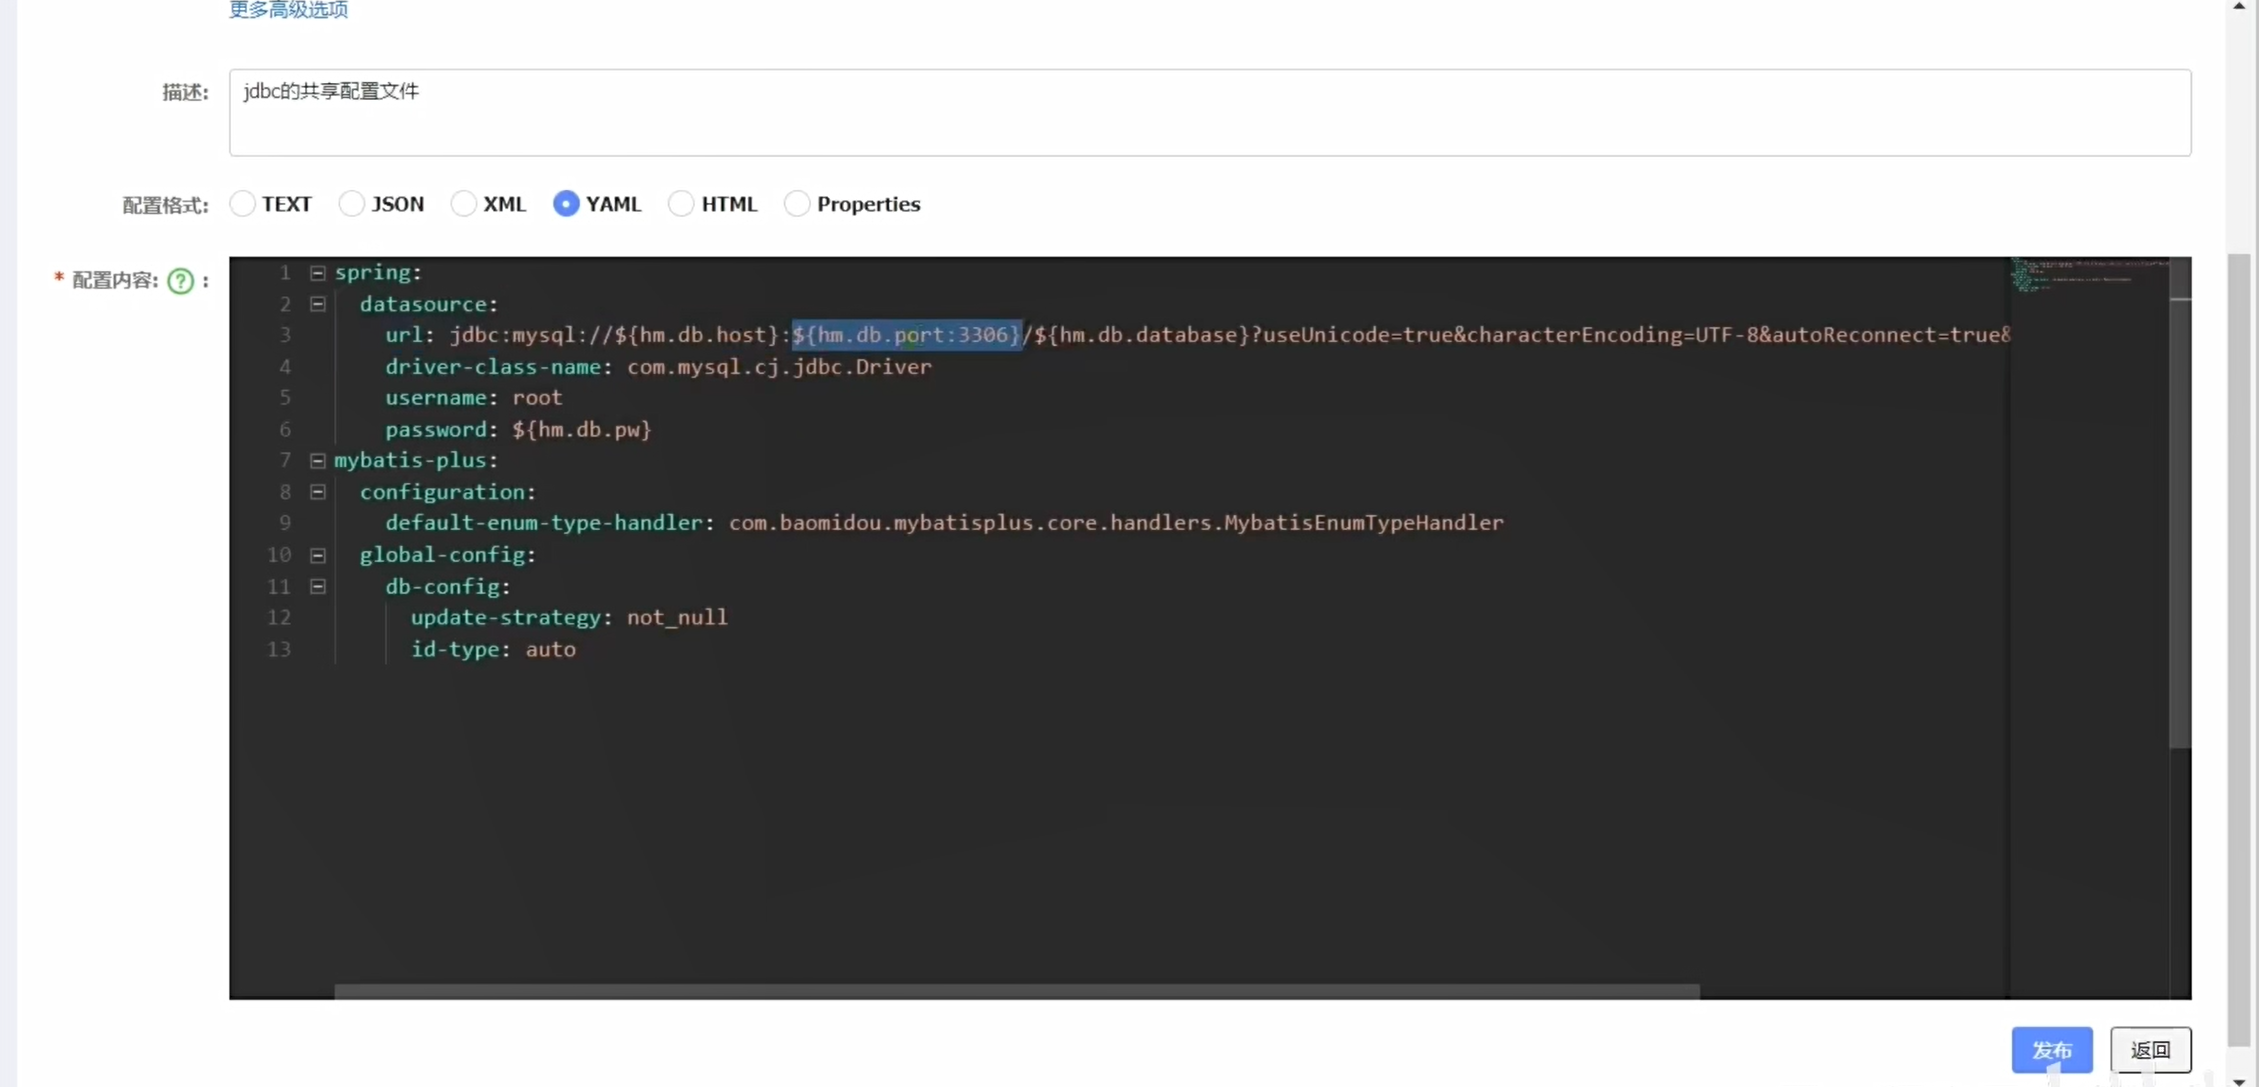 更多高级选项
描述: jdbc的共享配置文件
配置格式: TEXT JSON XML YAML HTML Properties
* 配置内容: ? :
1 spring:
2 datasource:
3 url: jdbc:mysql://${hm.db.host}:${hm.db.port:3306}/${hm.db.database}?useUnicode=true&characterEncoding=UTF-8&autoReconnect=true&
4 driver-class-name: com.mysql.cj.jdbc.Driver
5 username: root
6 password: ${hm.db.pw}
7 mybatis-plus:
8 configuration:
9 default-enum-type-handler: com.baomidou.mybatisplus.core.handlers.MybatisEnumTypeHandler
10 global-config:
11 db-config:
12 update-strategy: not_null
13 id-type: auto
发布 返回